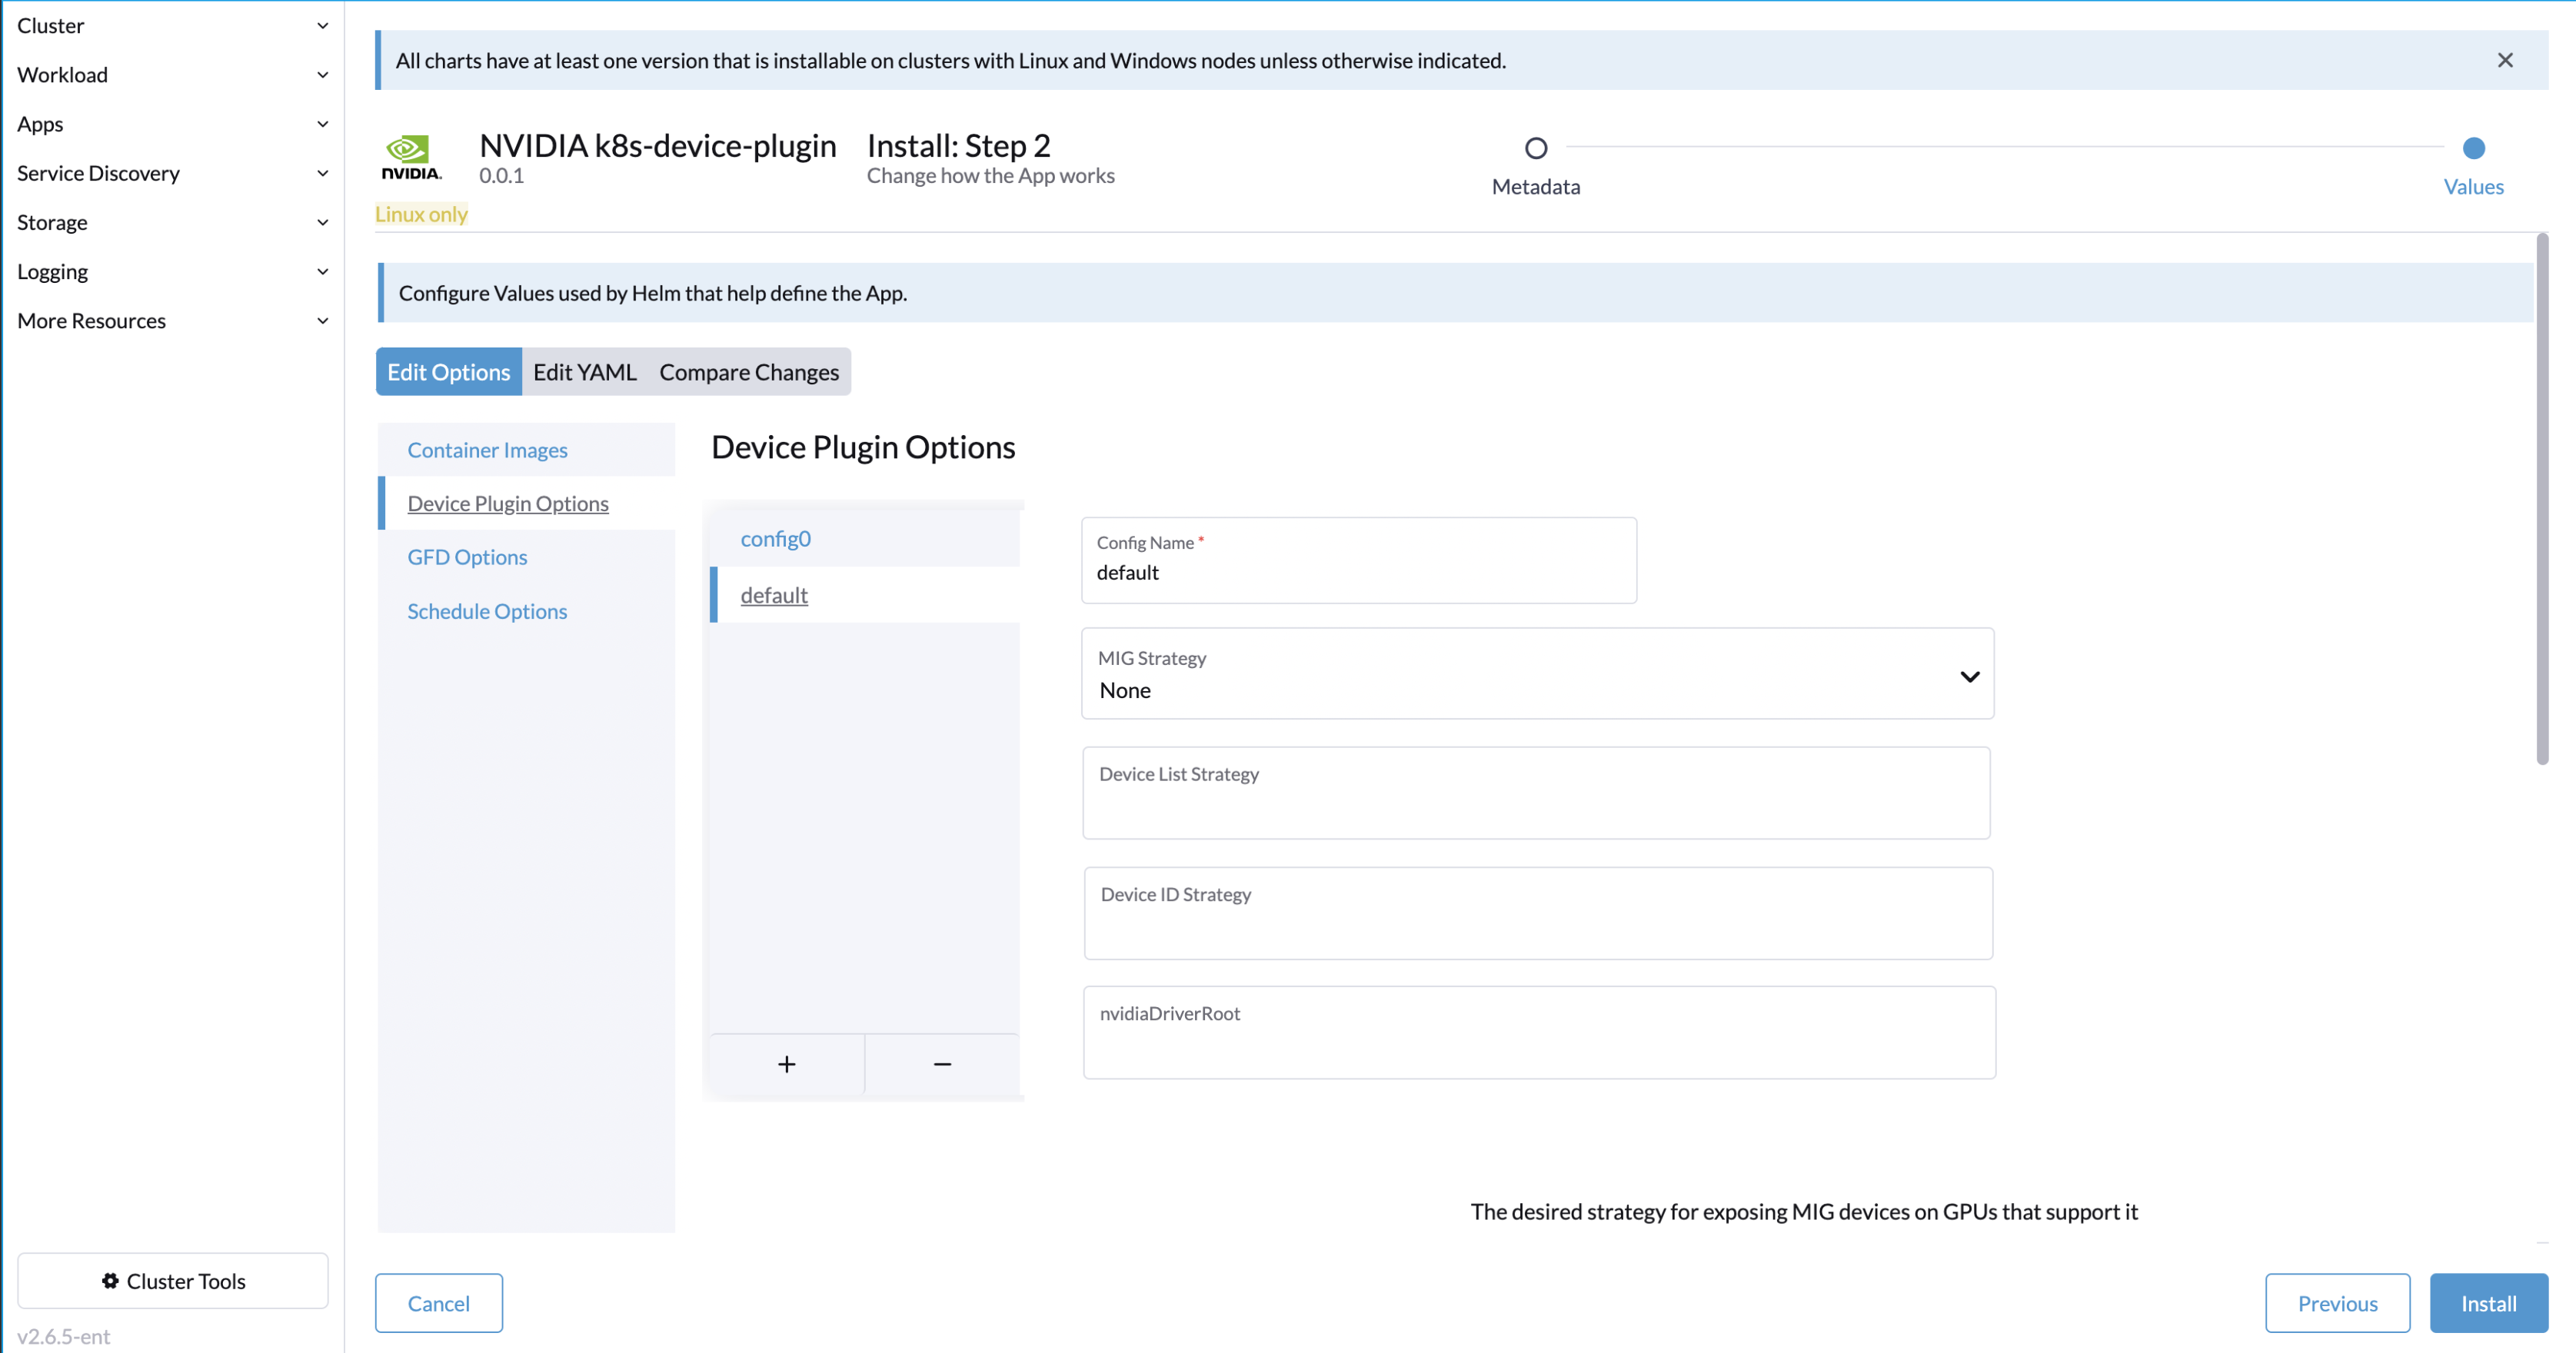 Cluster
Workload
Apps
Service Discovery
Storage
Logging
More Resources
Cluster Tools
v2.6.5-ent
All charts have at least one version that is installable on clusters with Linux and Windows nodes unless otherwise indicated.
NVIDIA.
NVIDIA k8s-device-plugin
0.0.1
Linux only
Install: Step 2
Change how the App works
Metadata
Values
Configure Values used by Helm that help define the App.
Edit Options
Edit YAML
Compare Changes
Container Images
Device Plugin Options
GFD Options
Schedule Options
Device Plugin Options
config0
default
+
−
Config Name *
default
MIG Strategy
None
Device List Strategy
Device ID Strategy
nvidiaDriverRoot
The desired strategy for exposing MIG devices on GPUs that support it
Cancel
Previous
Install